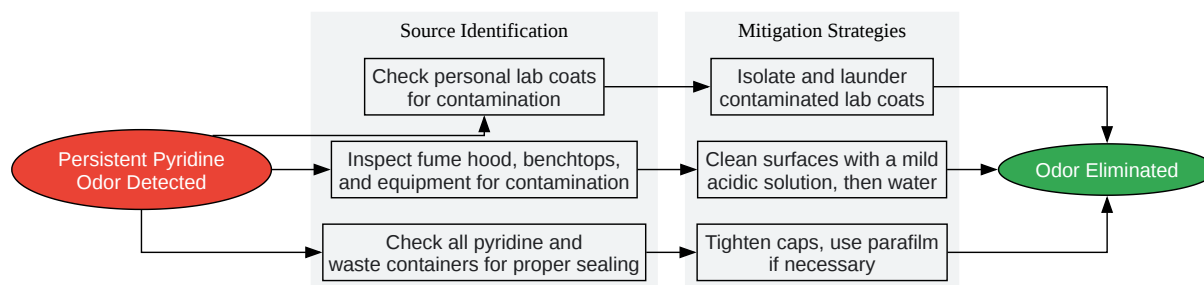 Source Identification
Mitigation Strategies
Check personal lab coats
for contamination
Isolate and launder
contaminated lab coats
Persistent Pyridine
Odor Detected
Inspect fume hood, benchtops,
and equipment for contamination
Clean surfaces with a mild
acidic solution, then water
Odor Eliminated
Check all pyridine and
waste containers for proper sealing
Tighten caps, use parafilm
if necessary